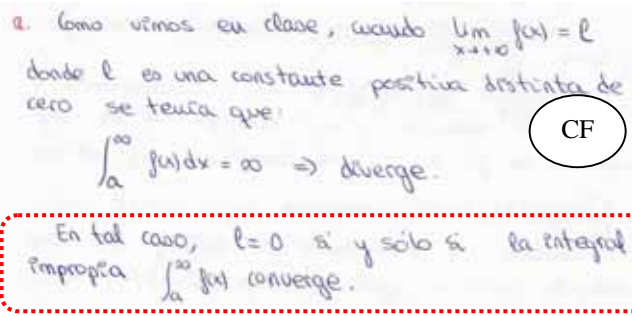 a. Como vimos en clase, cuando lim x→+∞ f(x) = l
donde l es una constante positiva distinta de
cero se tenía que:
CF
∫a^∞ f(x)dx = ∞ ⇒ diverge.
En tal caso, l = 0 si y sólo si la integral
impropia ∫a^∞ f(x) converge.